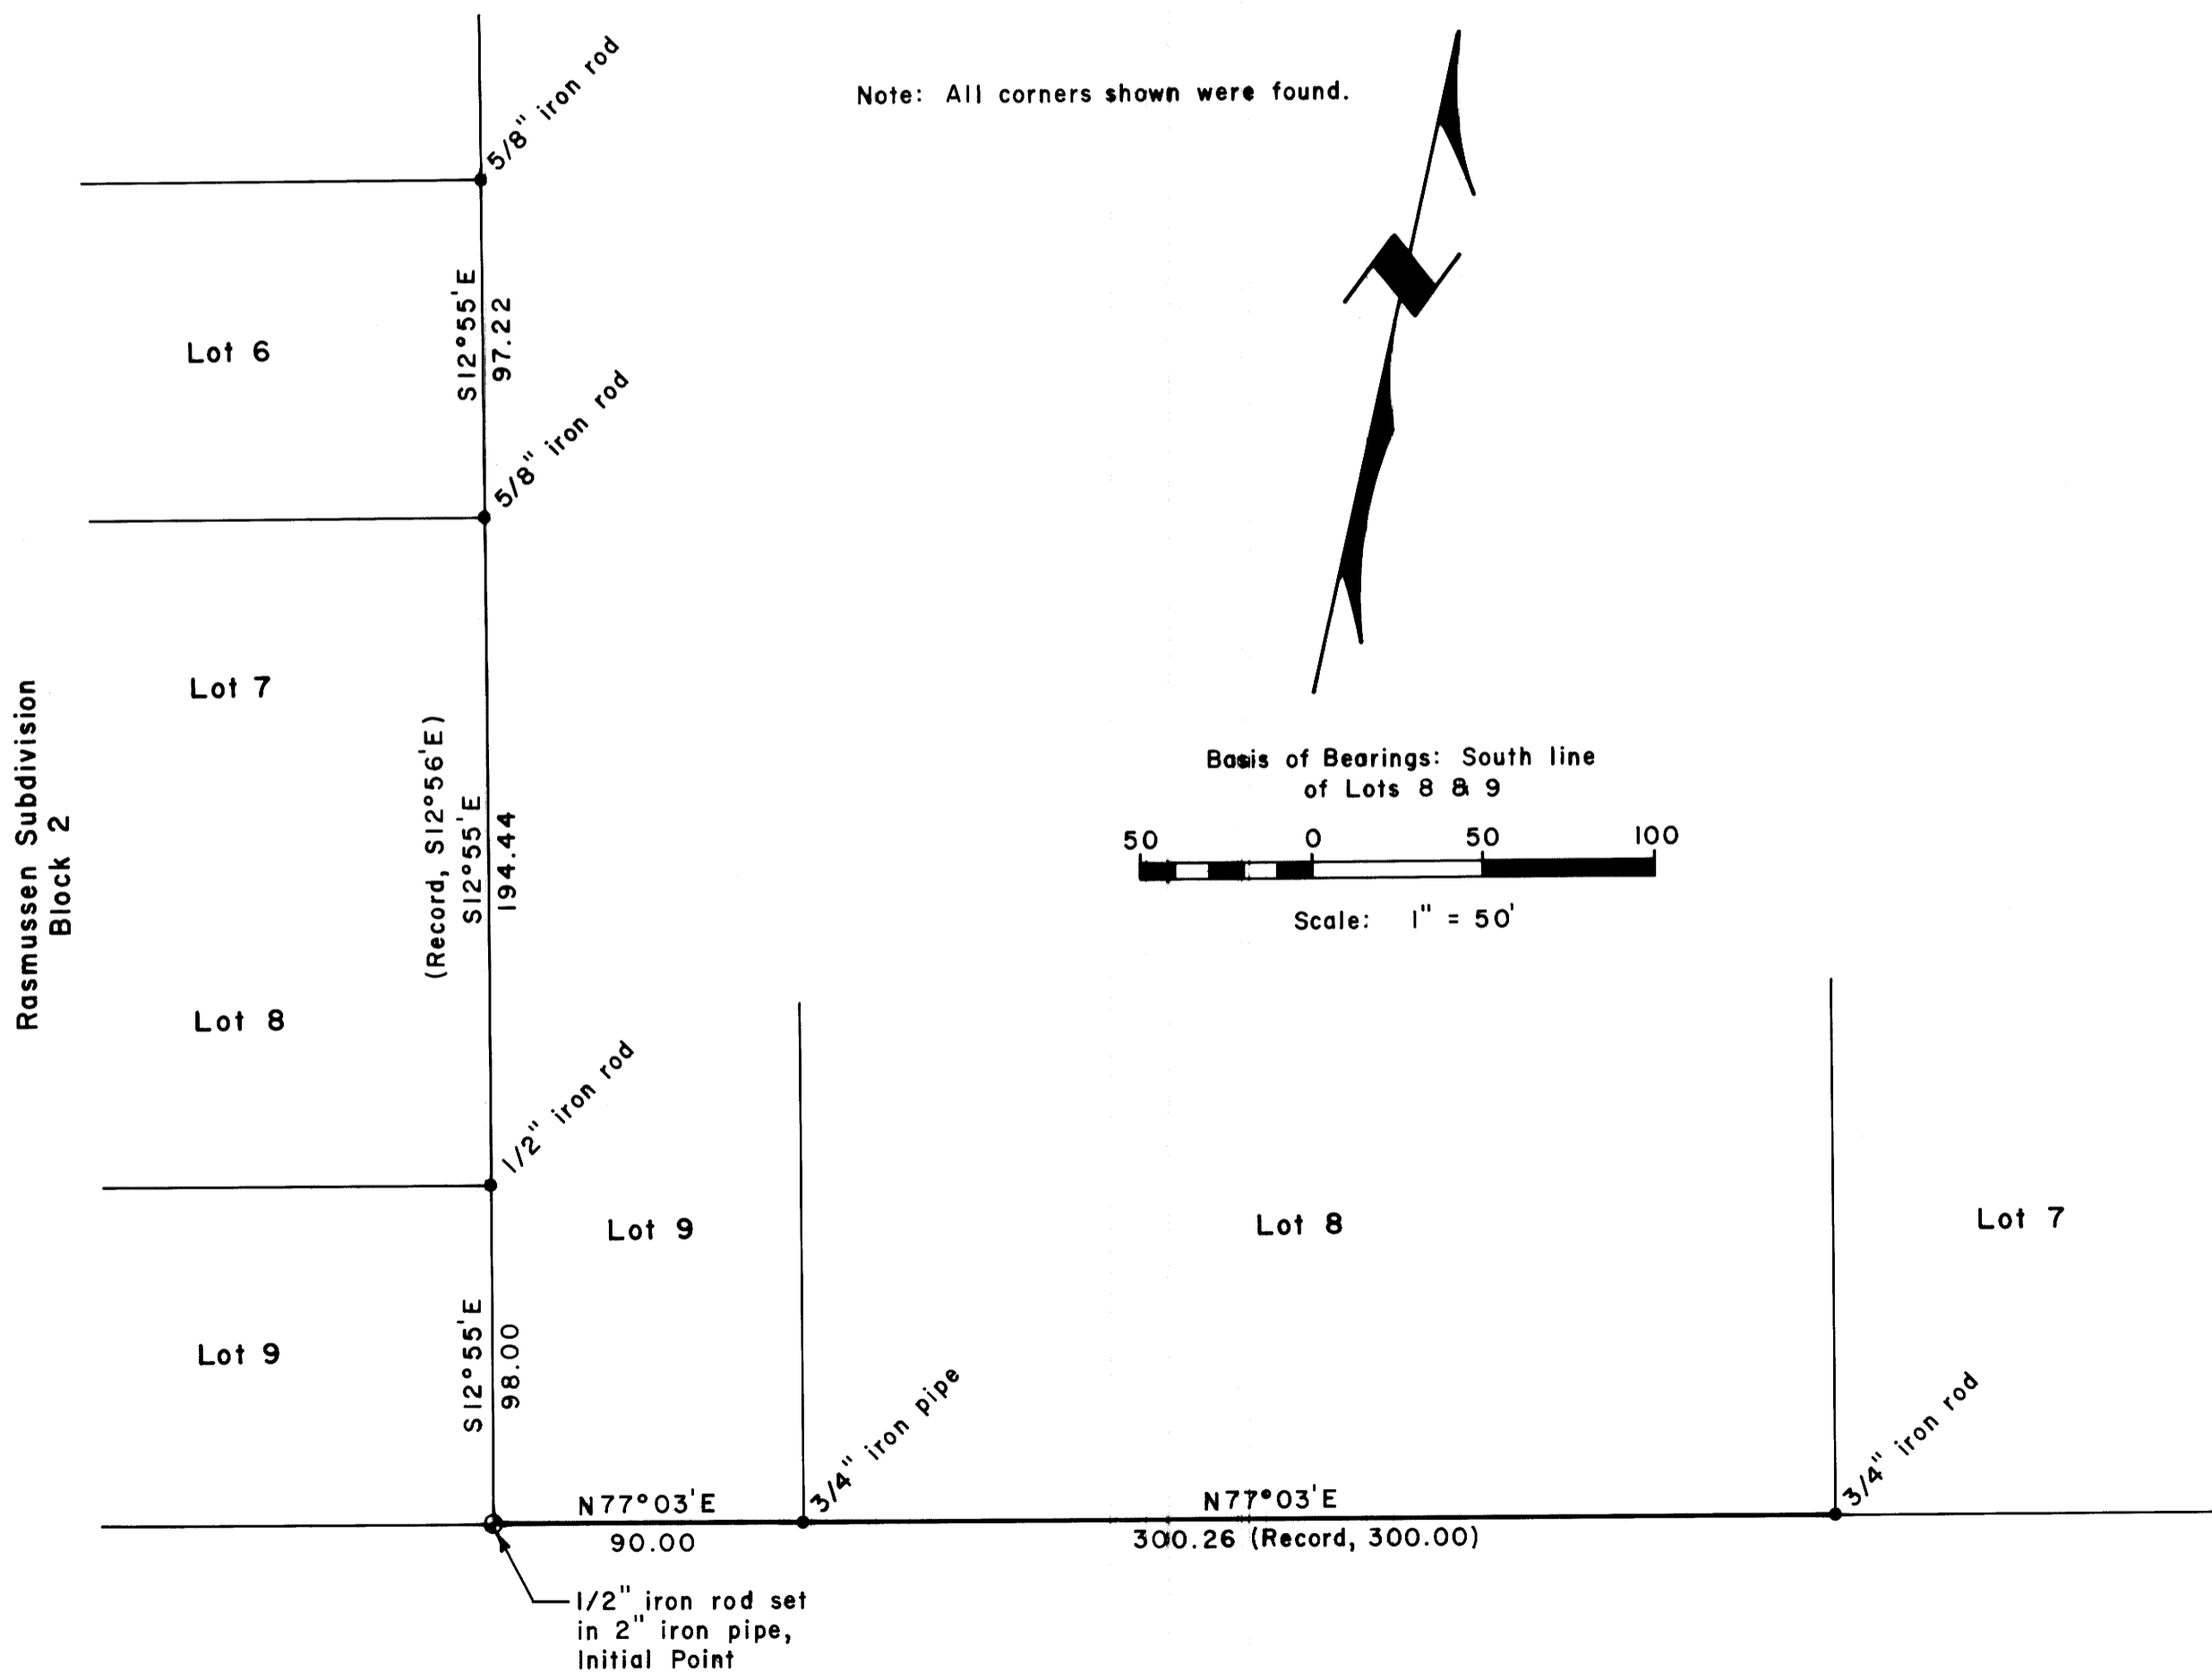 5/8" iron rod
Note: All corners shown were found.
S12°55'E
97.22
Lot 6
5/8" iron rod
Rasmussen Subdivision
Block 2
Lot 7
(Record, S12°56'E)
S12°55'E
194.44
Basis of Bearings: South line
of Lots 8 & 9
50 0 50 100
Scale: 1" = 50'
Lot 8
1/2" iron rod
Lot 9
Lot 8
Lot 7
Lot 9
S12°55'E
98.00
3/4" iron pipe
3/4" iron rod
N77°03'E
90.00
N77°03'E
300.26 (Record, 300.00)
1/2" iron rod set
in 2" iron pipe,
Initial Point